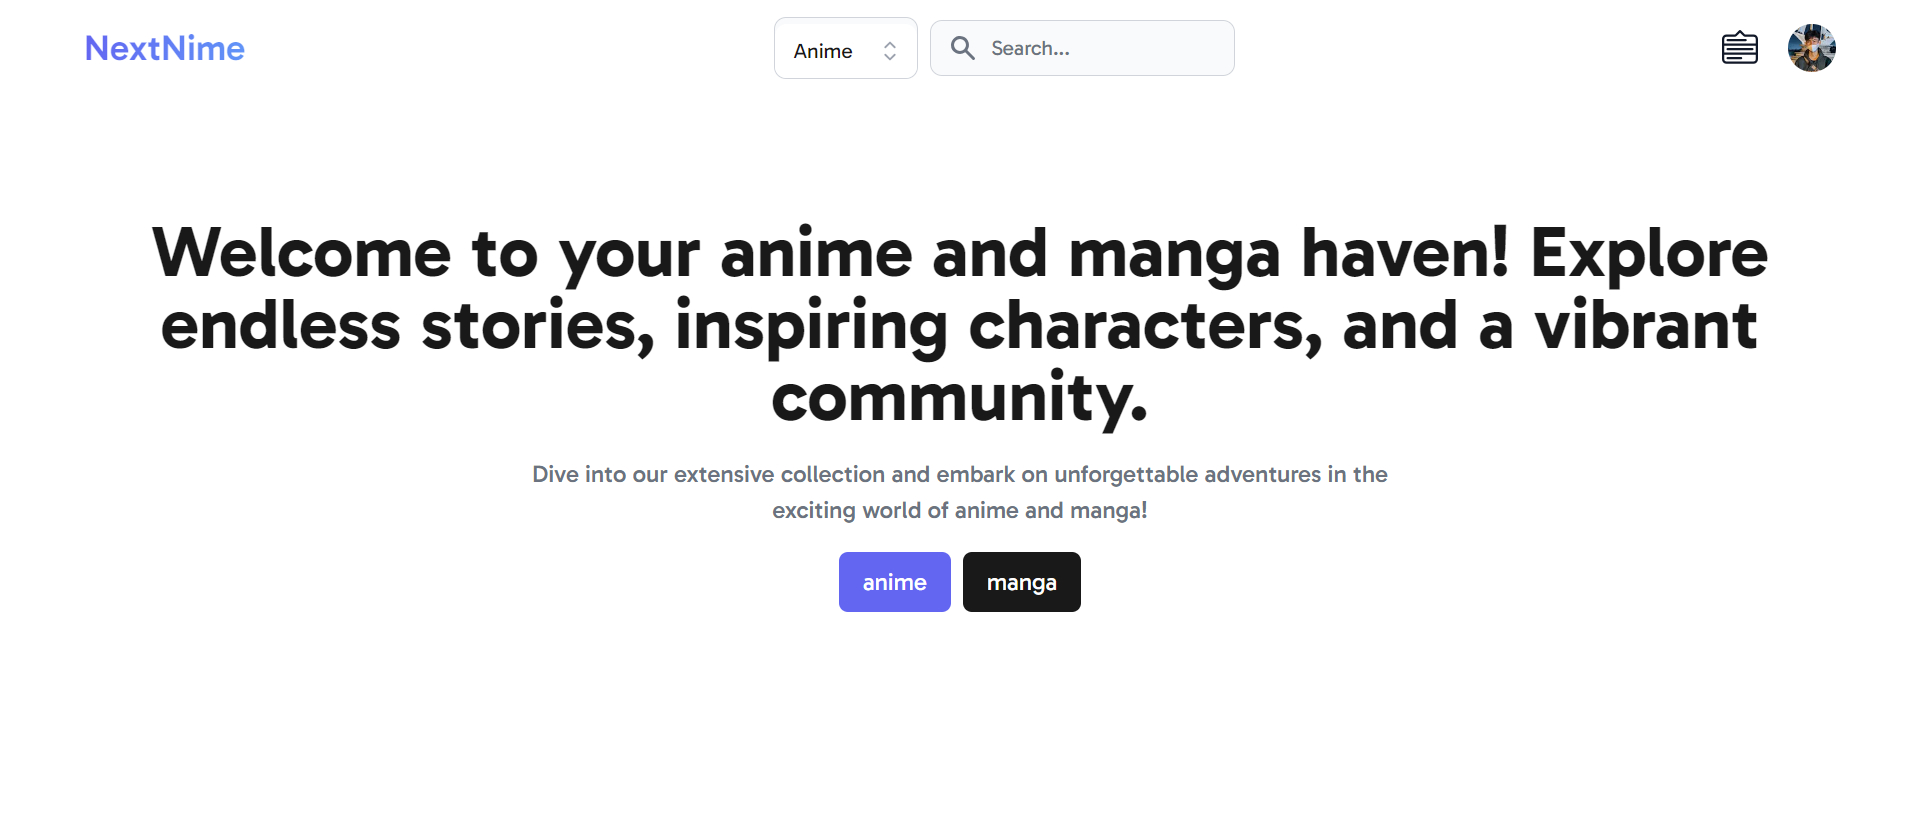 NextNime
Anime
Search...
Welcome to your anime and manga haven! Explore
endless stories, inspiring characters, and a vibrant
community.
Dive into our extensive collection and embark on unforgettable adventures in the
exciting world of anime and manga!
anime
manga